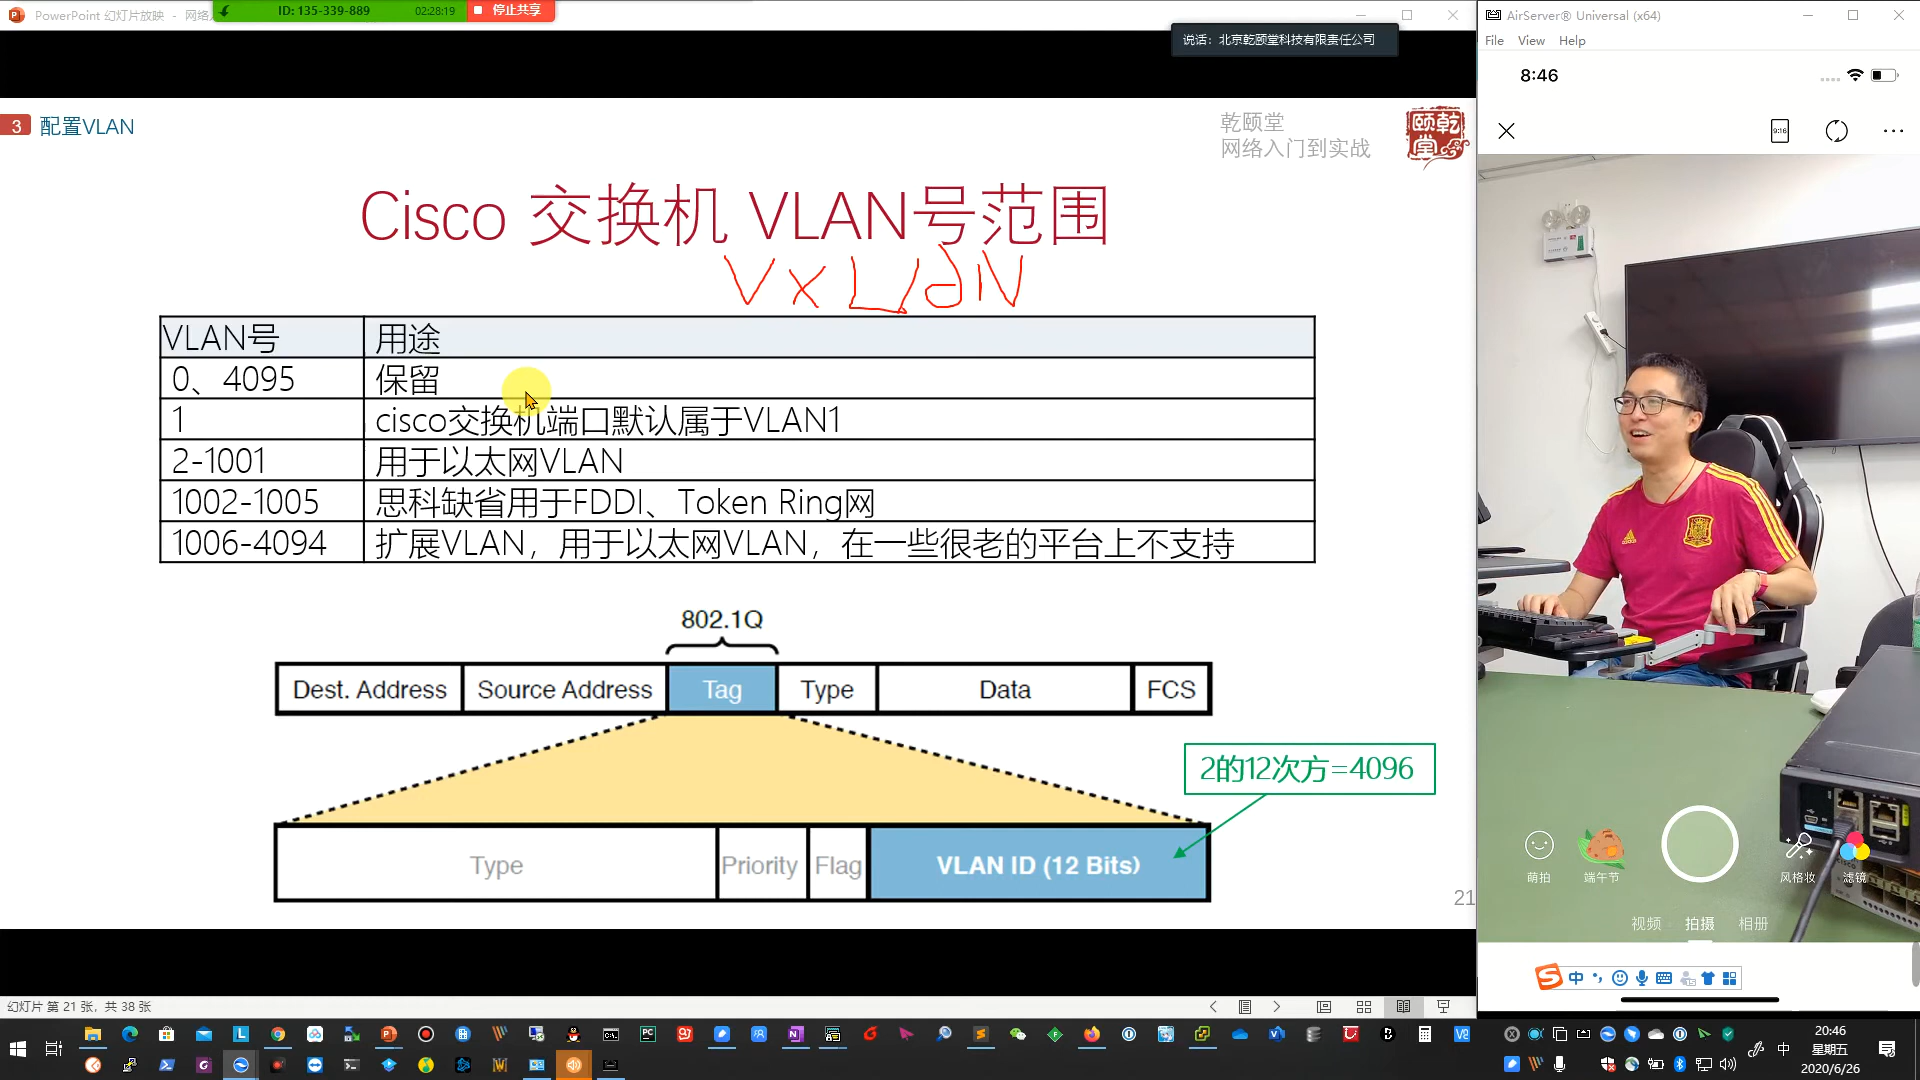 PowerPoint 幻灯片放映 - 网络
ID: 135-339-889
02:28:19
停止共享
说话：北京乾颐堂科技有限责任公司
AirServer® Universal (x64)
File View Help
8:46
9:16
3 配置VLAN
乾颐堂
网络入门到实战
乾颐堂
Cisco 交换机 VLAN号范围
VXLAN
VLAN号 用途
0、4095 保留
1 cisco交换机端口默认属于VLAN1
2-1001 用于以太网VLAN
1002-1005 思科缺省用于FDDI、Token Ring网
1006-4094 扩展VLAN，用于以太网VLAN，在一些很老的平台上不支持
802.1Q
Dest. Address Source Address Tag Type Data FCS
2的12次方=4096
Type Priority Flag VLAN ID (12 Bits)
21
萌拍 端午节 风格妆 滤镜
视频 拍摄 相册
中
幻灯片 第 21 张，共 38 张
20:46
中 星期五
2020/6/26